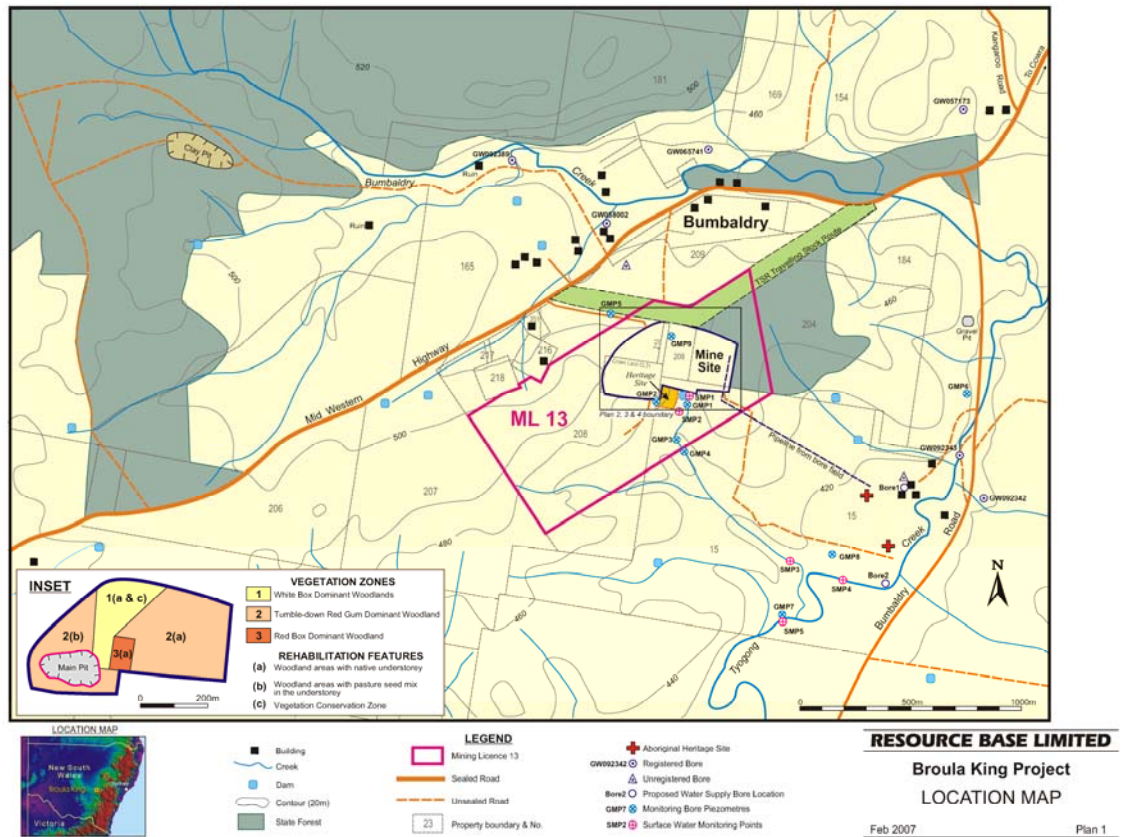 520
181
500
169
154
460
Kangaroo
Road
To Cowra
GW057173
Clay Pit
GW092389
Ruin
Bumbaldry
Creek
GW065741
Ruin
GW058002
Bumbaldry
500
165
209
TSR Travelling Stock Route
184
460
GMP5
204
Gravel
Pit
Mine
Site
GMP9
208
216
217
218
Heritage
Site
GMP2
SMP1
GMP1
SMP2
Plan 2, 3 & 4 boundary
GMP6
Mid Western
Highway
ML 13
208
500
GMP3
GMP4
Pipeline from bore field
GW092341
Bore1
GW092342
207
206
480
420
15
15
Creek
Road
GMP8
SMP3
SMP4
Bore2
GMP7
SMP5
460
Tyogong
Bumbaldry
440
0 500m 1000m
N
INSET
1(a & c)
2(b)
2(a)
3(a)
Main Pit
0 200m
VEGETATION ZONES
1 White Box Dominant Woodlands
2 Tumble-down Red Gum Dominant Woodland
3 Red Box Dominant Woodland
REHABILITATION FEATURES
(a) Woodland areas with native understorey
(b) Woodland areas with pasture seed mix
in the understorey
(c) Vegetation Conservation Zone
LOCATION MAP
New South
Wales
Broula King
Sydney
Victoria
Building
Creek
Dam
Contour (20m)
State Forest
LEGEND
Mining Licence 13
Sealed Road
Unsealed Road
23 Property boundary & No.
Aboriginal Heritage Site
GW092342 Registered Bore
Unregistered Bore
Bore2 Proposed Water Supply Bore Location
GMP7 Monitoring Bore Piezometres
SMP2 Surface Water Monitoring Points
RESOURCE BASE LIMITED
Broula King Project
LOCATION MAP
Feb 2007 Plan 1